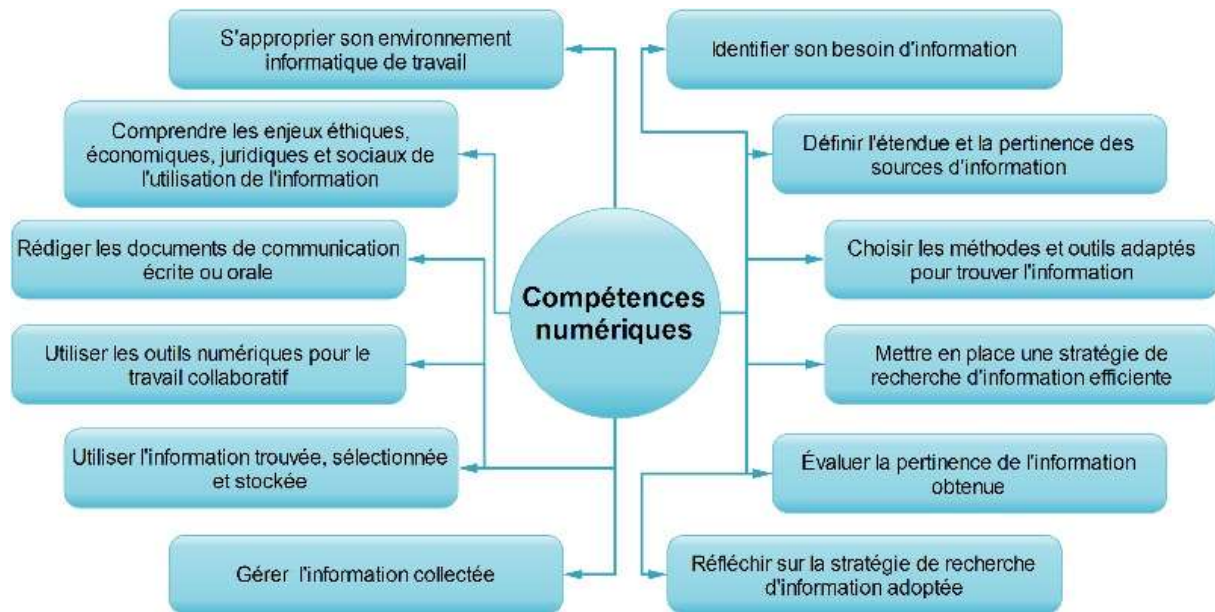 S'approprier son environnement
informatique de travail
Comprendre les enjeux éthiques,
économiques, juridiques et sociaux de
l'utilisation de l'information
Rédiger les documents de communication
écrite ou orale
Utiliser les outils numériques pour le
travail collaboratif
Utiliser l'information trouvée, sélectionnée
et stockée
Gérer l'information collectée
Compétences
numériques
Identifier son besoin d'information
Définir l'étendue et la pertinence des
sources d'information
Choisir les méthodes et outils adaptés
pour trouver l'information
Mettre en place une stratégie de
recherche d'information efficiente
Évaluer la pertinence de l'information
obtenue
Réfléchir sur la stratégie de recherche
d'information adoptée